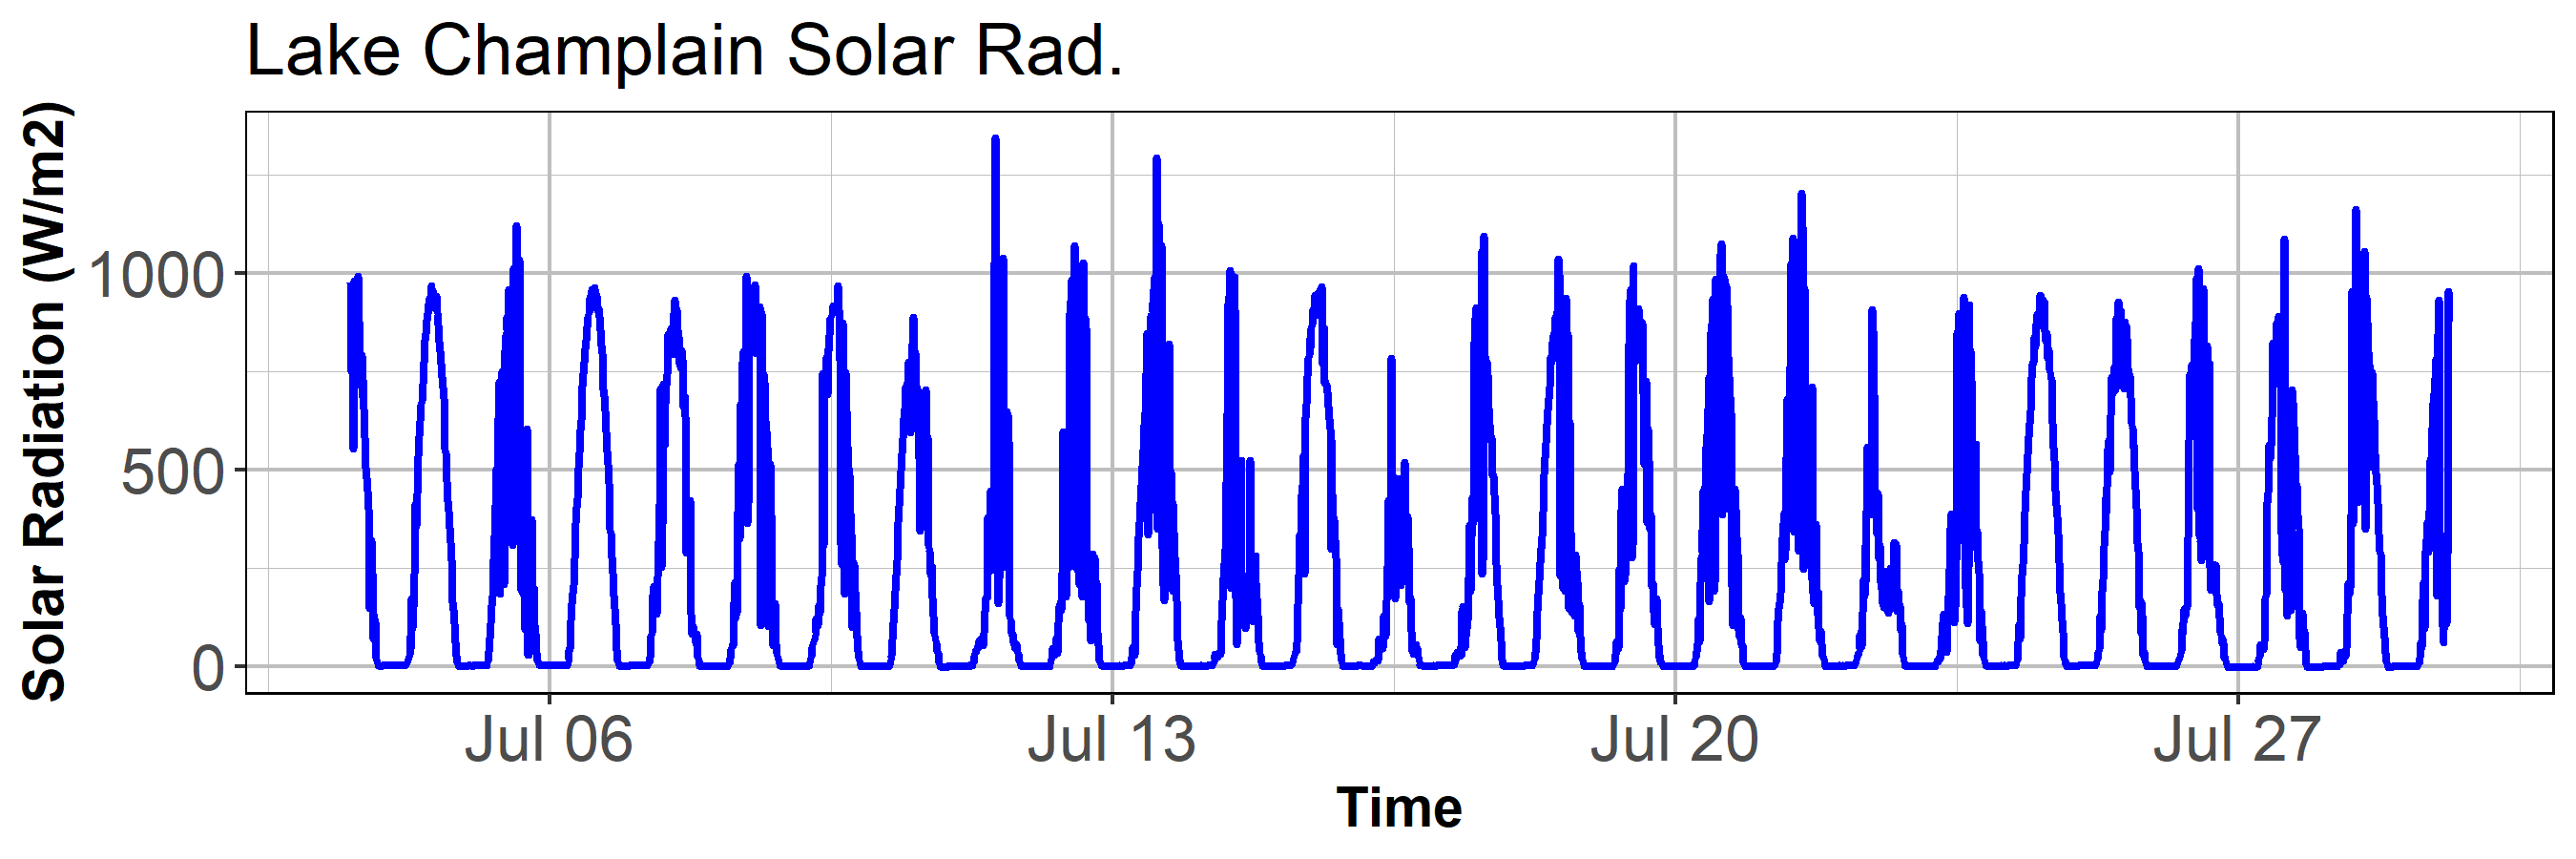 Lake Champlain Solar Rad.
Solar Radiation (W/m2)
1000
500
0
Jul 06
Jul 13
Jul 20
Jul 27
Time